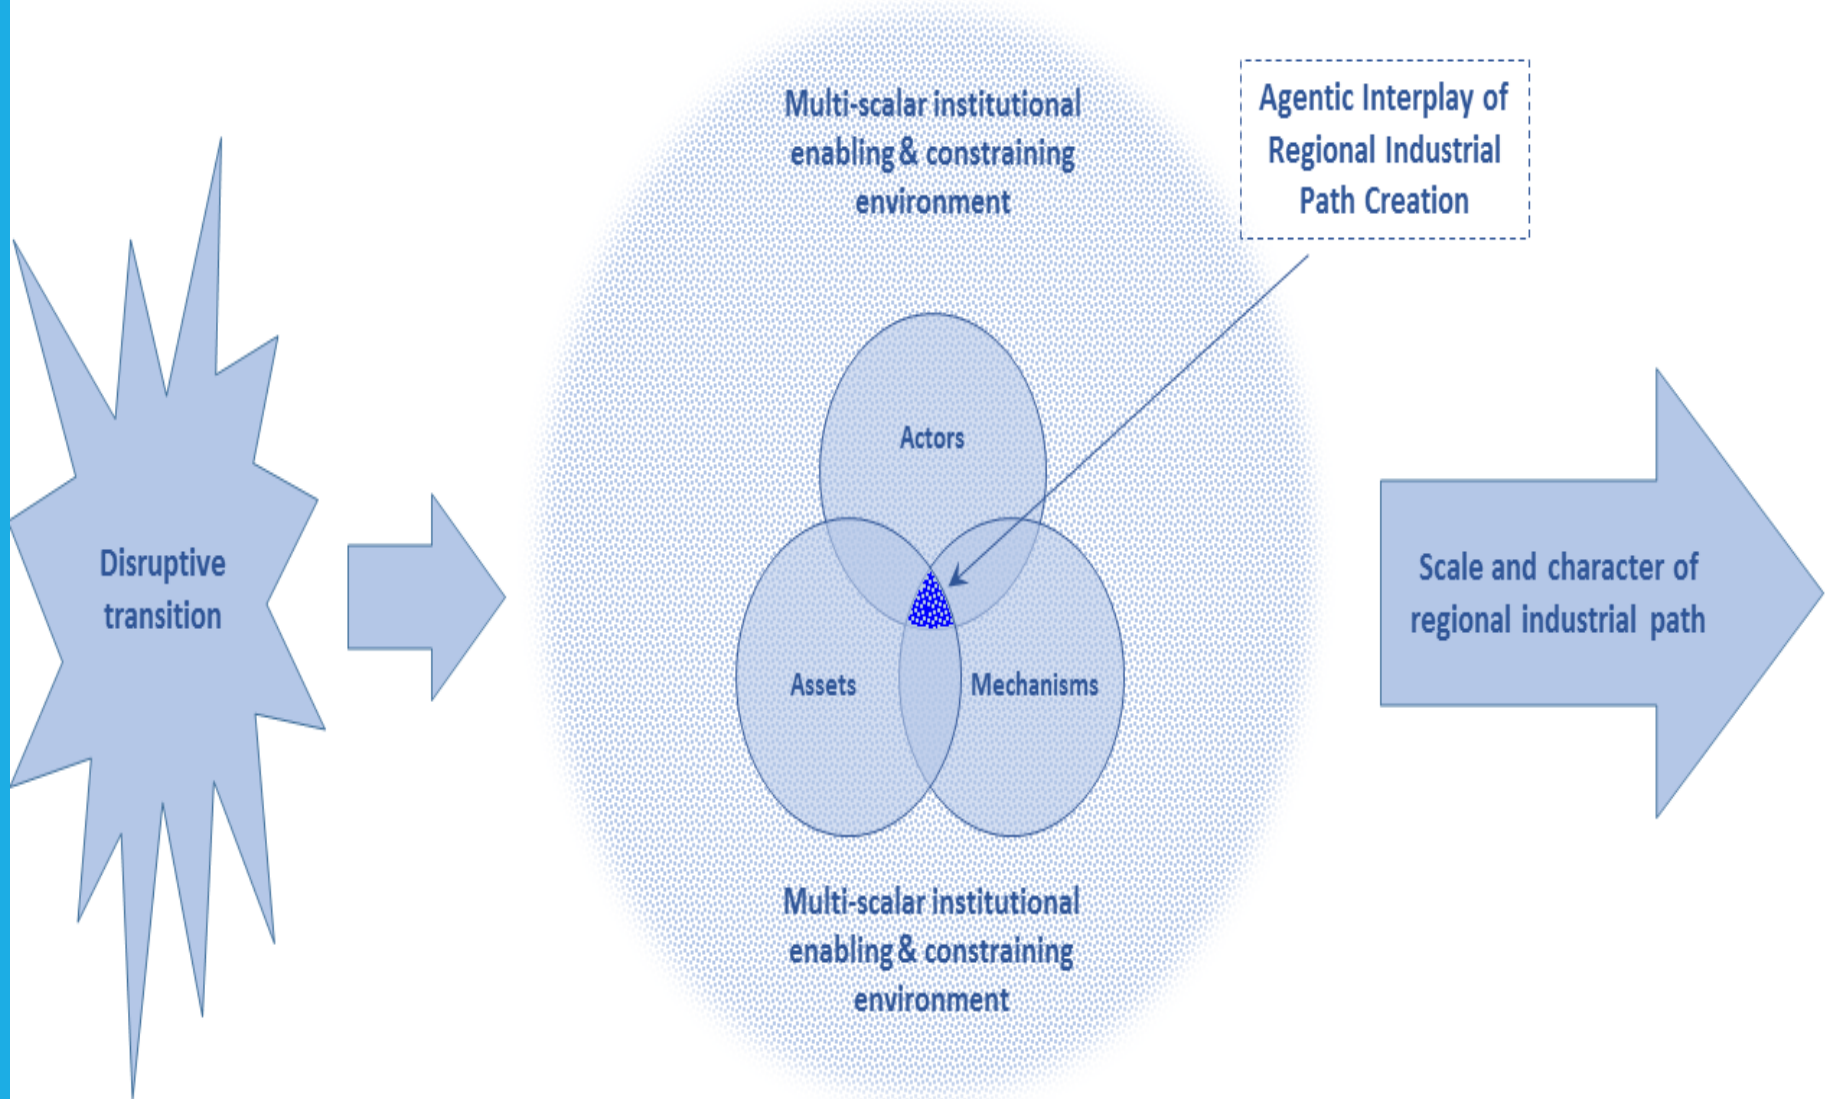 Disruptive
transition
Multi-scalar institutional
enabling & constraining
environment
Actors
Assets
Mechanisms
Multi-scalar institutional
enabling & constraining
environment
Agentic Interplay of
Regional Industrial
Path Creation
Scale and character of
regional industrial path